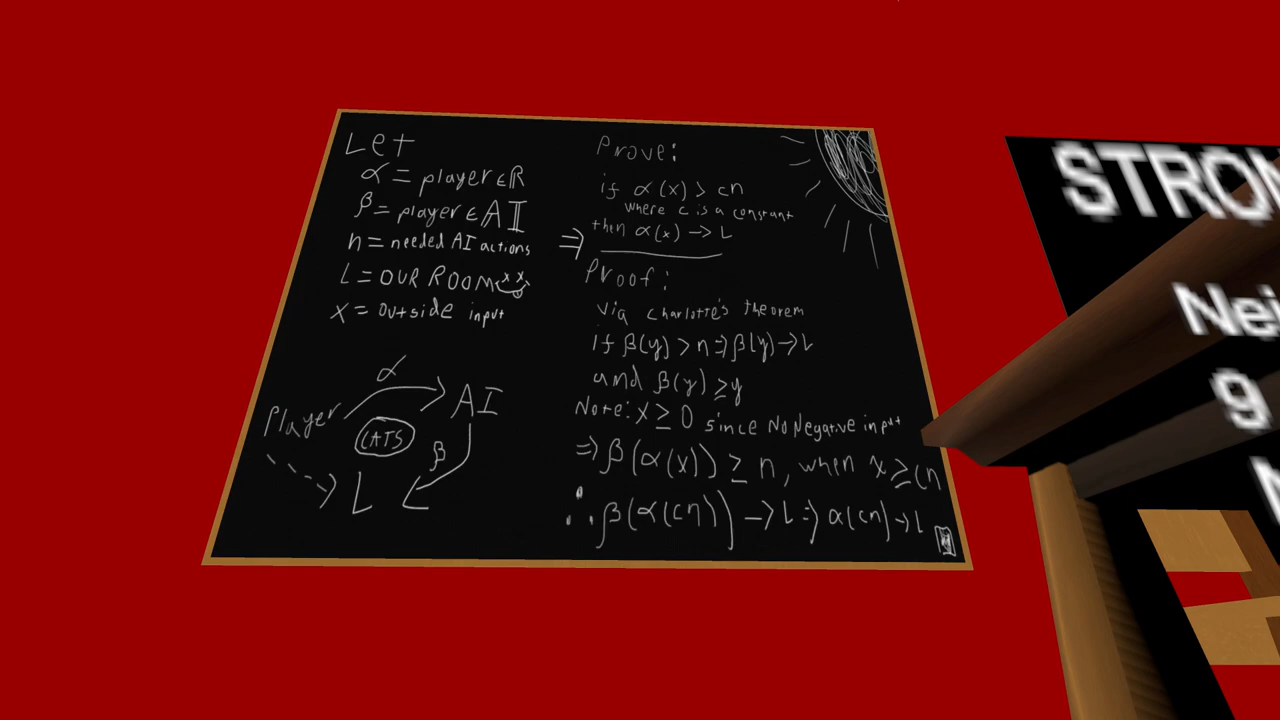 Let
α = player ∈ ℝ
β = player ∈ AI
n = needed AI actions
L = OUR ROOM
x = outside input
Player
α
AI
CATS
β
L
⇒
Prove:
if α(x) > cn
where c is a constant
then α(x) → L
Proof:
via Charlotte's theorem
if β(y) > n ⇒ β(y) → L
and β(y) ≥ y
Note: x ≥ 0 since No Negative input
⇒ β(α(x)) ≥ n, when x ≥ cn
∴ β(α(cn)) → L ⇒ α(cn) → L
STRON
Nei
9